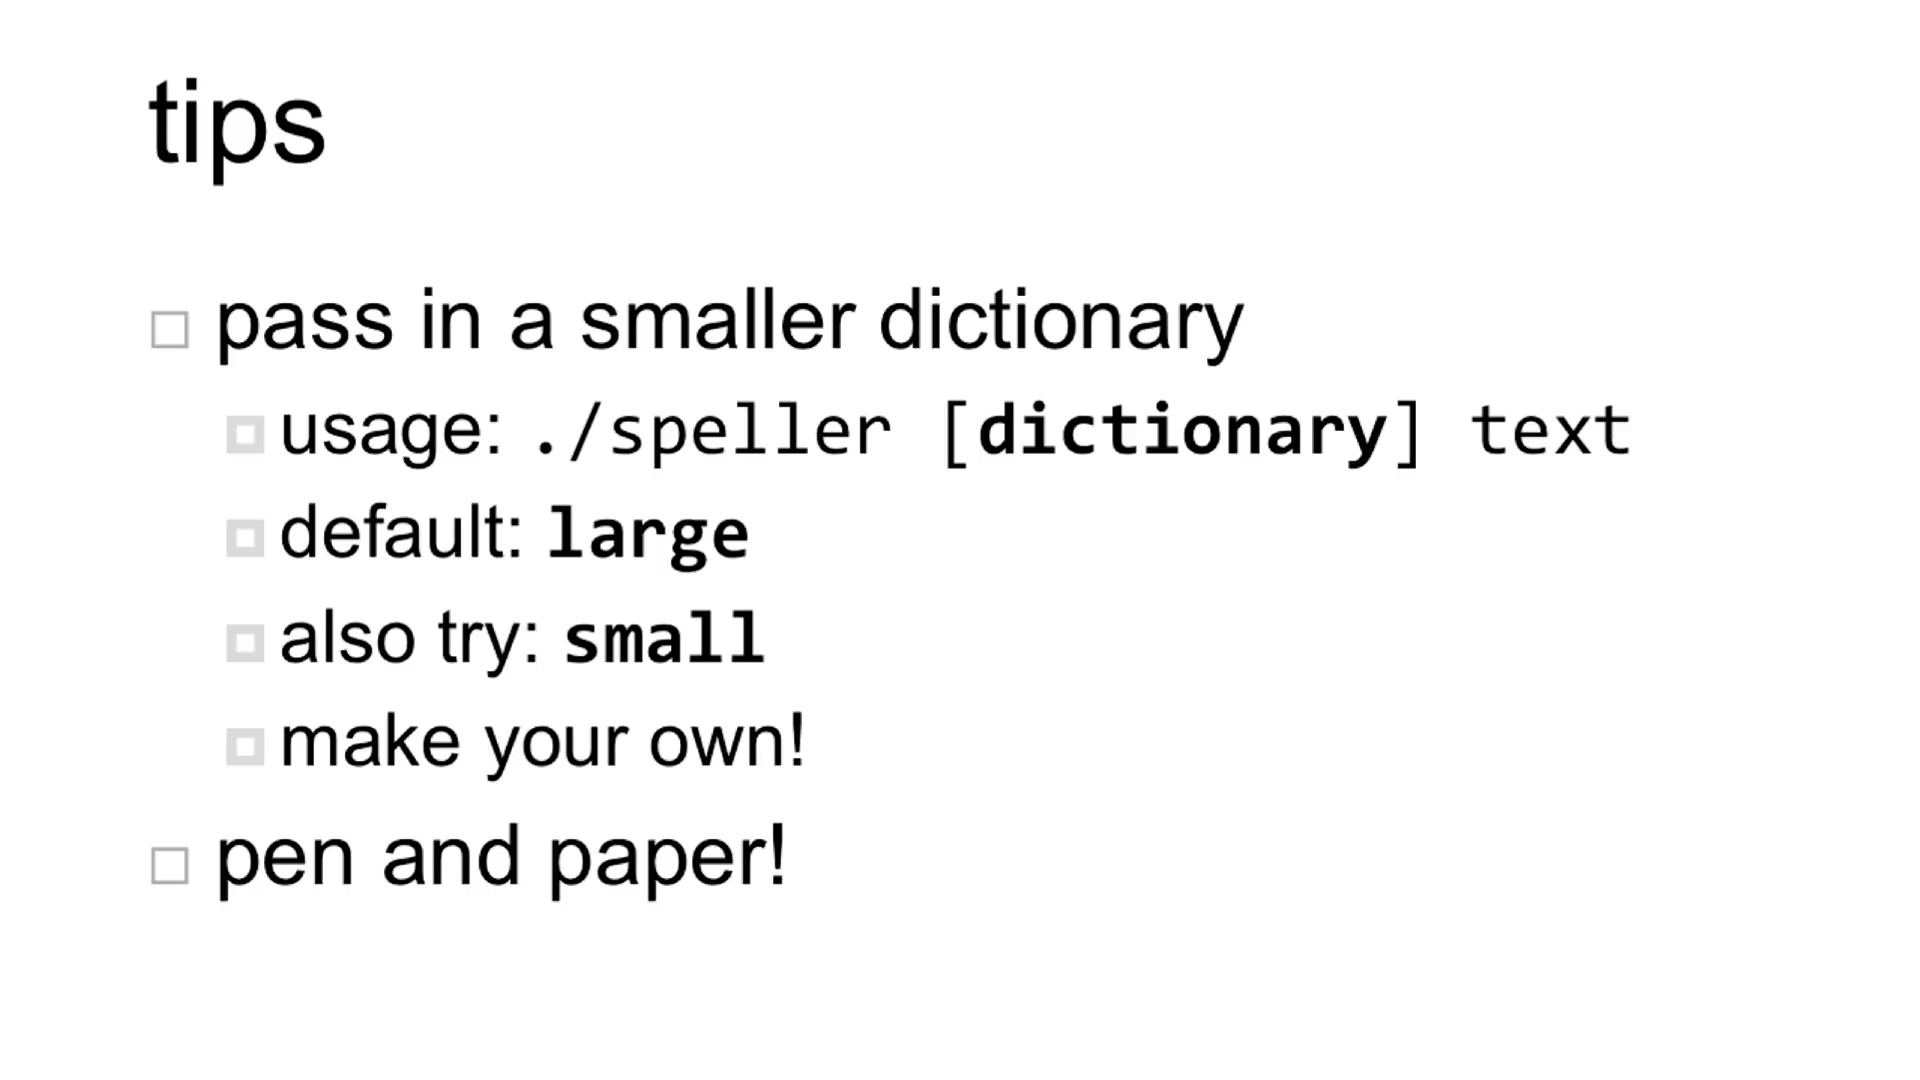 tips
pass in a smaller dictionary
usage: ./speller [dictionary] text
default: large
also try: small
make your own!
pen and paper!